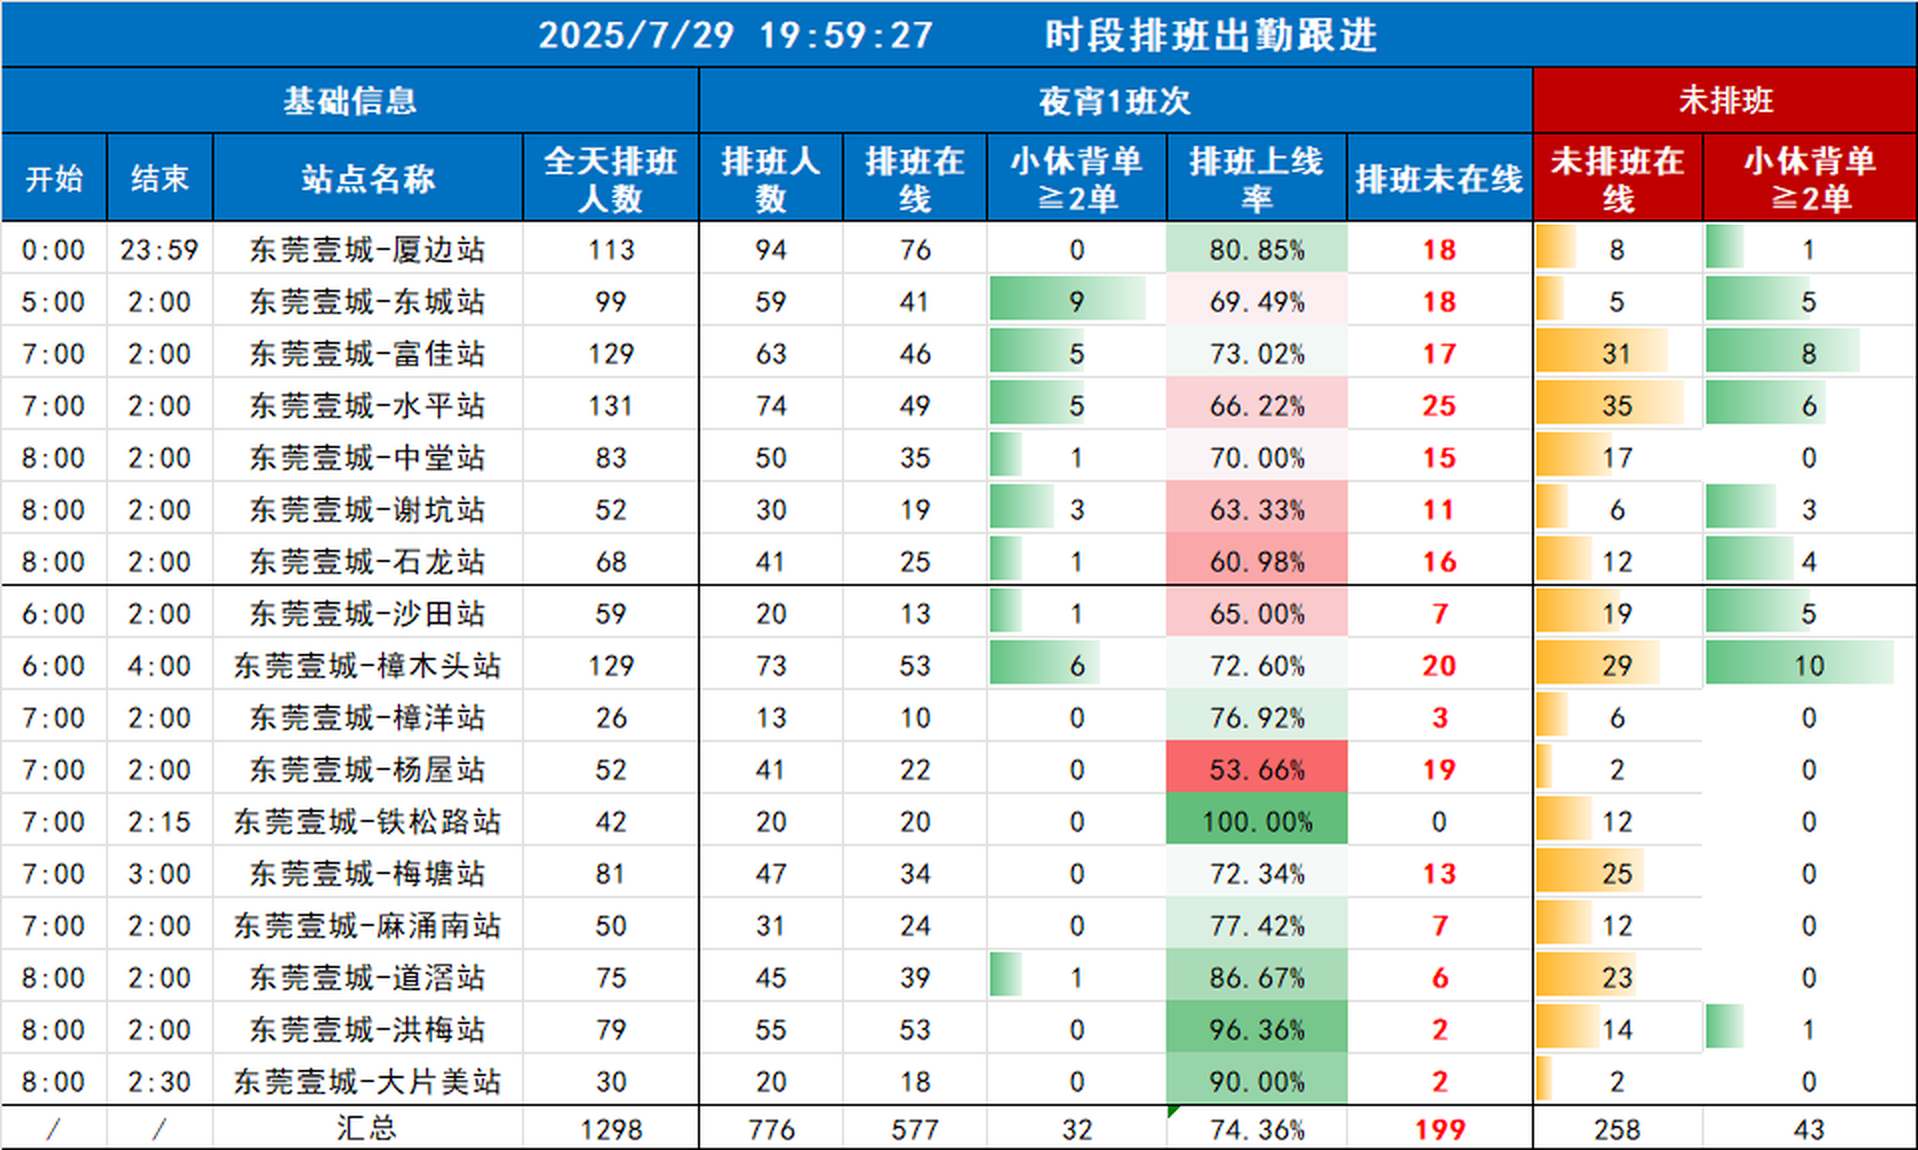 2025/7/29 19:59:27 时段排班出勤跟进
基础信息 夜宵1班次 未排班
开始 结束 站点名称 全天排班人数 排班人数 排班在线 小休背单≧2单 排班上线率 排班未在线 未排班在线 小休背单≧2单
0:00 23:59 东莞壹城-厦边站 113 94 76 0 80.85% 18 8 1
5:00 2:00 东莞壹城-东城站 99 59 41 9 69.49% 18 5 5
7:00 2:00 东莞壹城-富佳站 129 63 46 5 73.02% 17 31 8
7:00 2:00 东莞壹城-水平站 131 74 49 5 66.22% 25 35 6
8:00 2:00 东莞壹城-中堂站 83 50 35 1 70.00% 15 17 0
8:00 2:00 东莞壹城-谢坑站 52 30 19 3 63.33% 11 6 3
8:00 2:00 东莞壹城-石龙站 68 41 25 1 60.98% 16 12 4
6:00 2:00 东莞壹城-沙田站 59 20 13 1 65.00% 7 19 5
6:00 4:00 东莞壹城-樟木头站 129 73 53 6 72.60% 20 29 10
7:00 2:00 东莞壹城-樟洋站 26 13 10 0 76.92% 3 6 0
7:00 2:00 东莞壹城-杨屋站 52 41 22 0 53.66% 19 2 0
7:00 2:15 东莞壹城-铁松路站 42 20 20 0 100.00% 0 12 0
7:00 3:00 东莞壹城-梅塘站 81 47 34 0 72.34% 13 25 0
7:00 2:00 东莞壹城-麻涌南站 50 31 24 0 77.42% 7 12 0
8:00 2:00 东莞壹城-道滘站 75 45 39 1 86.67% 6 23 0
8:00 2:00 东莞壹城-洪梅站 79 55 53 0 96.36% 2 14 1
8:00 2:30 东莞壹城-大片美站 30 20 18 0 90.00% 2 2 0
/ / 汇总 1298 776 577 32 74.36% 199 258 43